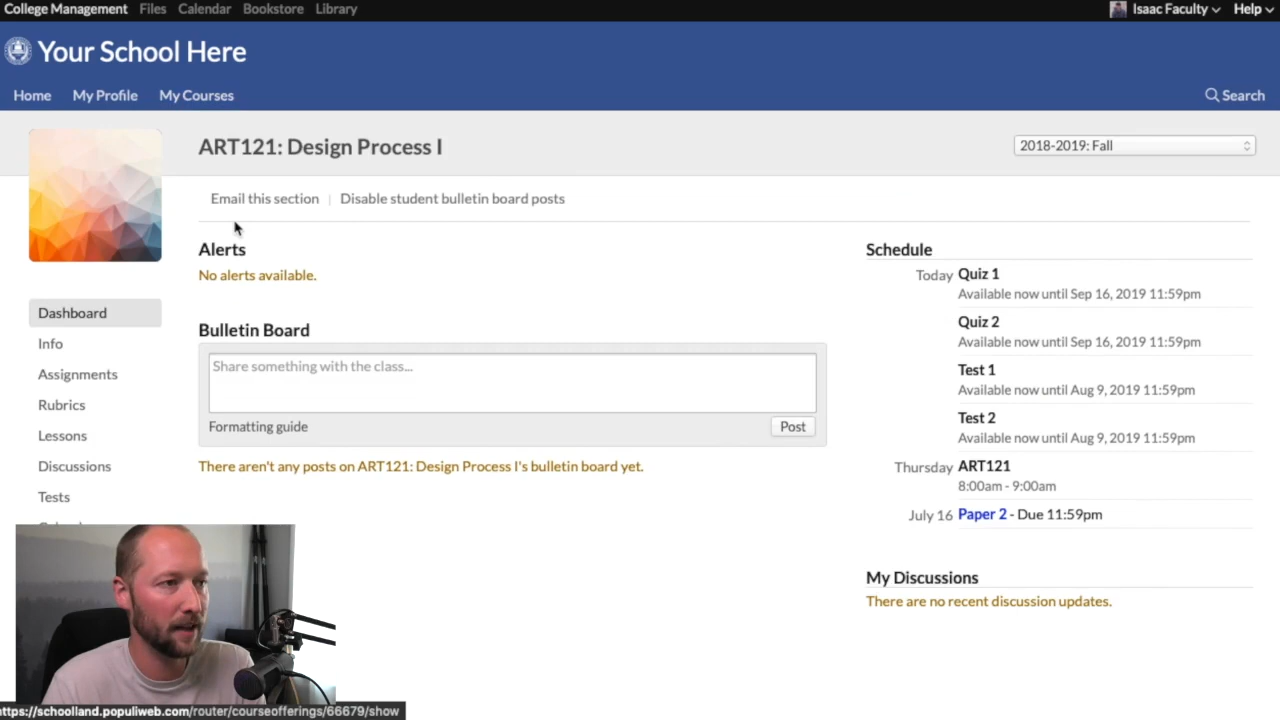 College Management Files Calendar Bookstore Library Isaac Faculty Help
Your School Here
Home My Profile My Courses Search
ART121: Design Process I 2018-2019: Fall
Email this section | Disable student bulletin board posts
Alerts
No alerts available.
Bulletin Board
Share something with the class...
Formatting guide Post
There aren't any posts on ART121: Design Process I's bulletin board yet.
Dashboard
Info
Assignments
Rubrics
Lessons
Discussions
Tests
Schedule
Today Quiz 1
Available now until Sep 16, 2019 11:59pm
Quiz 2
Available now until Sep 16, 2019 11:59pm
Test 1
Available now until Aug 9, 2019 11:59pm
Test 2
Available now until Aug 9, 2019 11:59pm
Thursday ART121
8:00am - 9:00am
July 16 Paper 2 - Due 11:59pm
My Discussions
There are no recent discussion updates.
https://schoolland.populiweb.com/router/courseofferings/66679/show